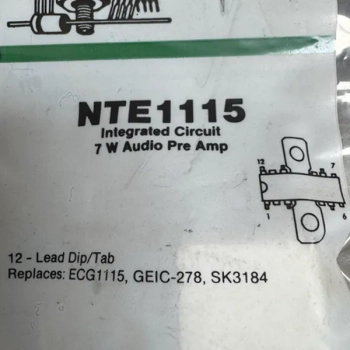 NTE1115
Integrated Circuit
7 W Audio Pre Amp
12 7
1 6
12 - Lead Dip/Tab
Replaces: ECG1115, GEIC-278, SK3184